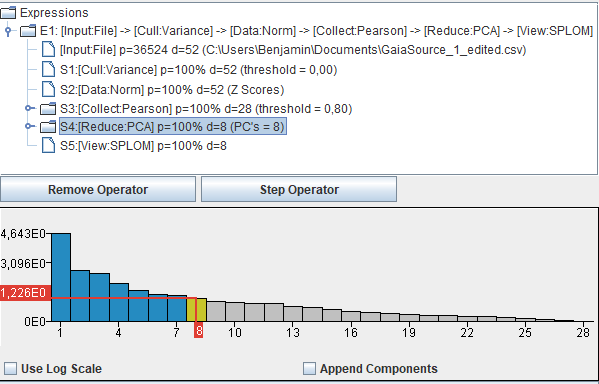 Expressions
E1: [Input:File] -> [Cull:Variance] -> [Data:Norm] -> [Collect:Pearson] -> [Reduce:PCA] -> [View:SPLOM]
[Input:File] p=36524 d=52 (C:\Users\Benjamin\Documents\GaiaSource_1_edited.csv)
S1:[Cull:Variance] p=100% d=52 (threshold = 0,00)
S2:[Data:Norm] p=100% d=52 (Z Scores)
S3:[Collect:Pearson] p=100% d=28 (threshold = 0,80)
S4:[Reduce:PCA] p=100% d=8 (PC's = 8)
S5:[View:SPLOM] p=100% d=8
Remove Operator Step Operator
4,643E0
3,096E0
1,226E0
0E0
1 4 7 8 10 13 16 19 22 25 28
Use Log Scale Append Components